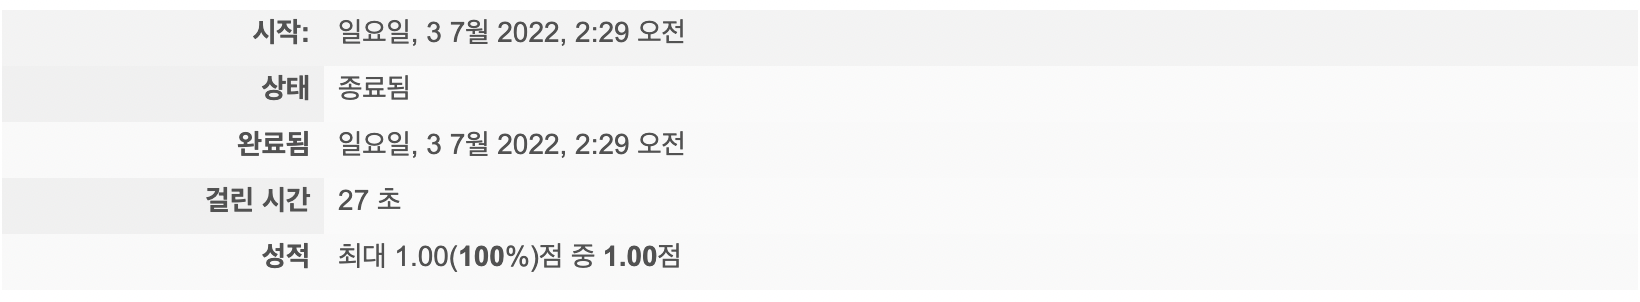 시작: 일요일, 3 7월 2022, 2:29 오전
상태 종료됨
완료됨 일요일, 3 7월 2022, 2:29 오전
걸린 시간 27 초
성적 최대 1.00(100%)점 중 1.00점